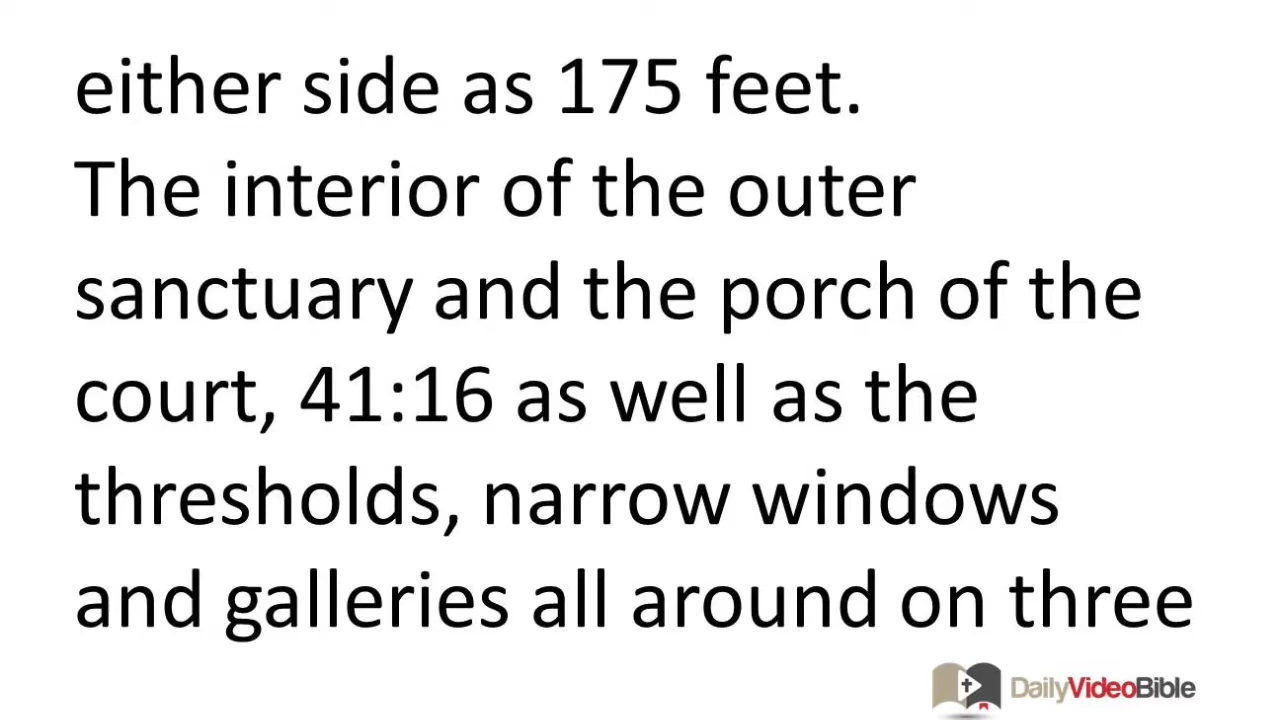 either side as 175 feet.
The interior of the outer
sanctuary and the porch of the
court, 41:16 as well as the
thresholds, narrow windows
and galleries all around on three
DailyVideoBible